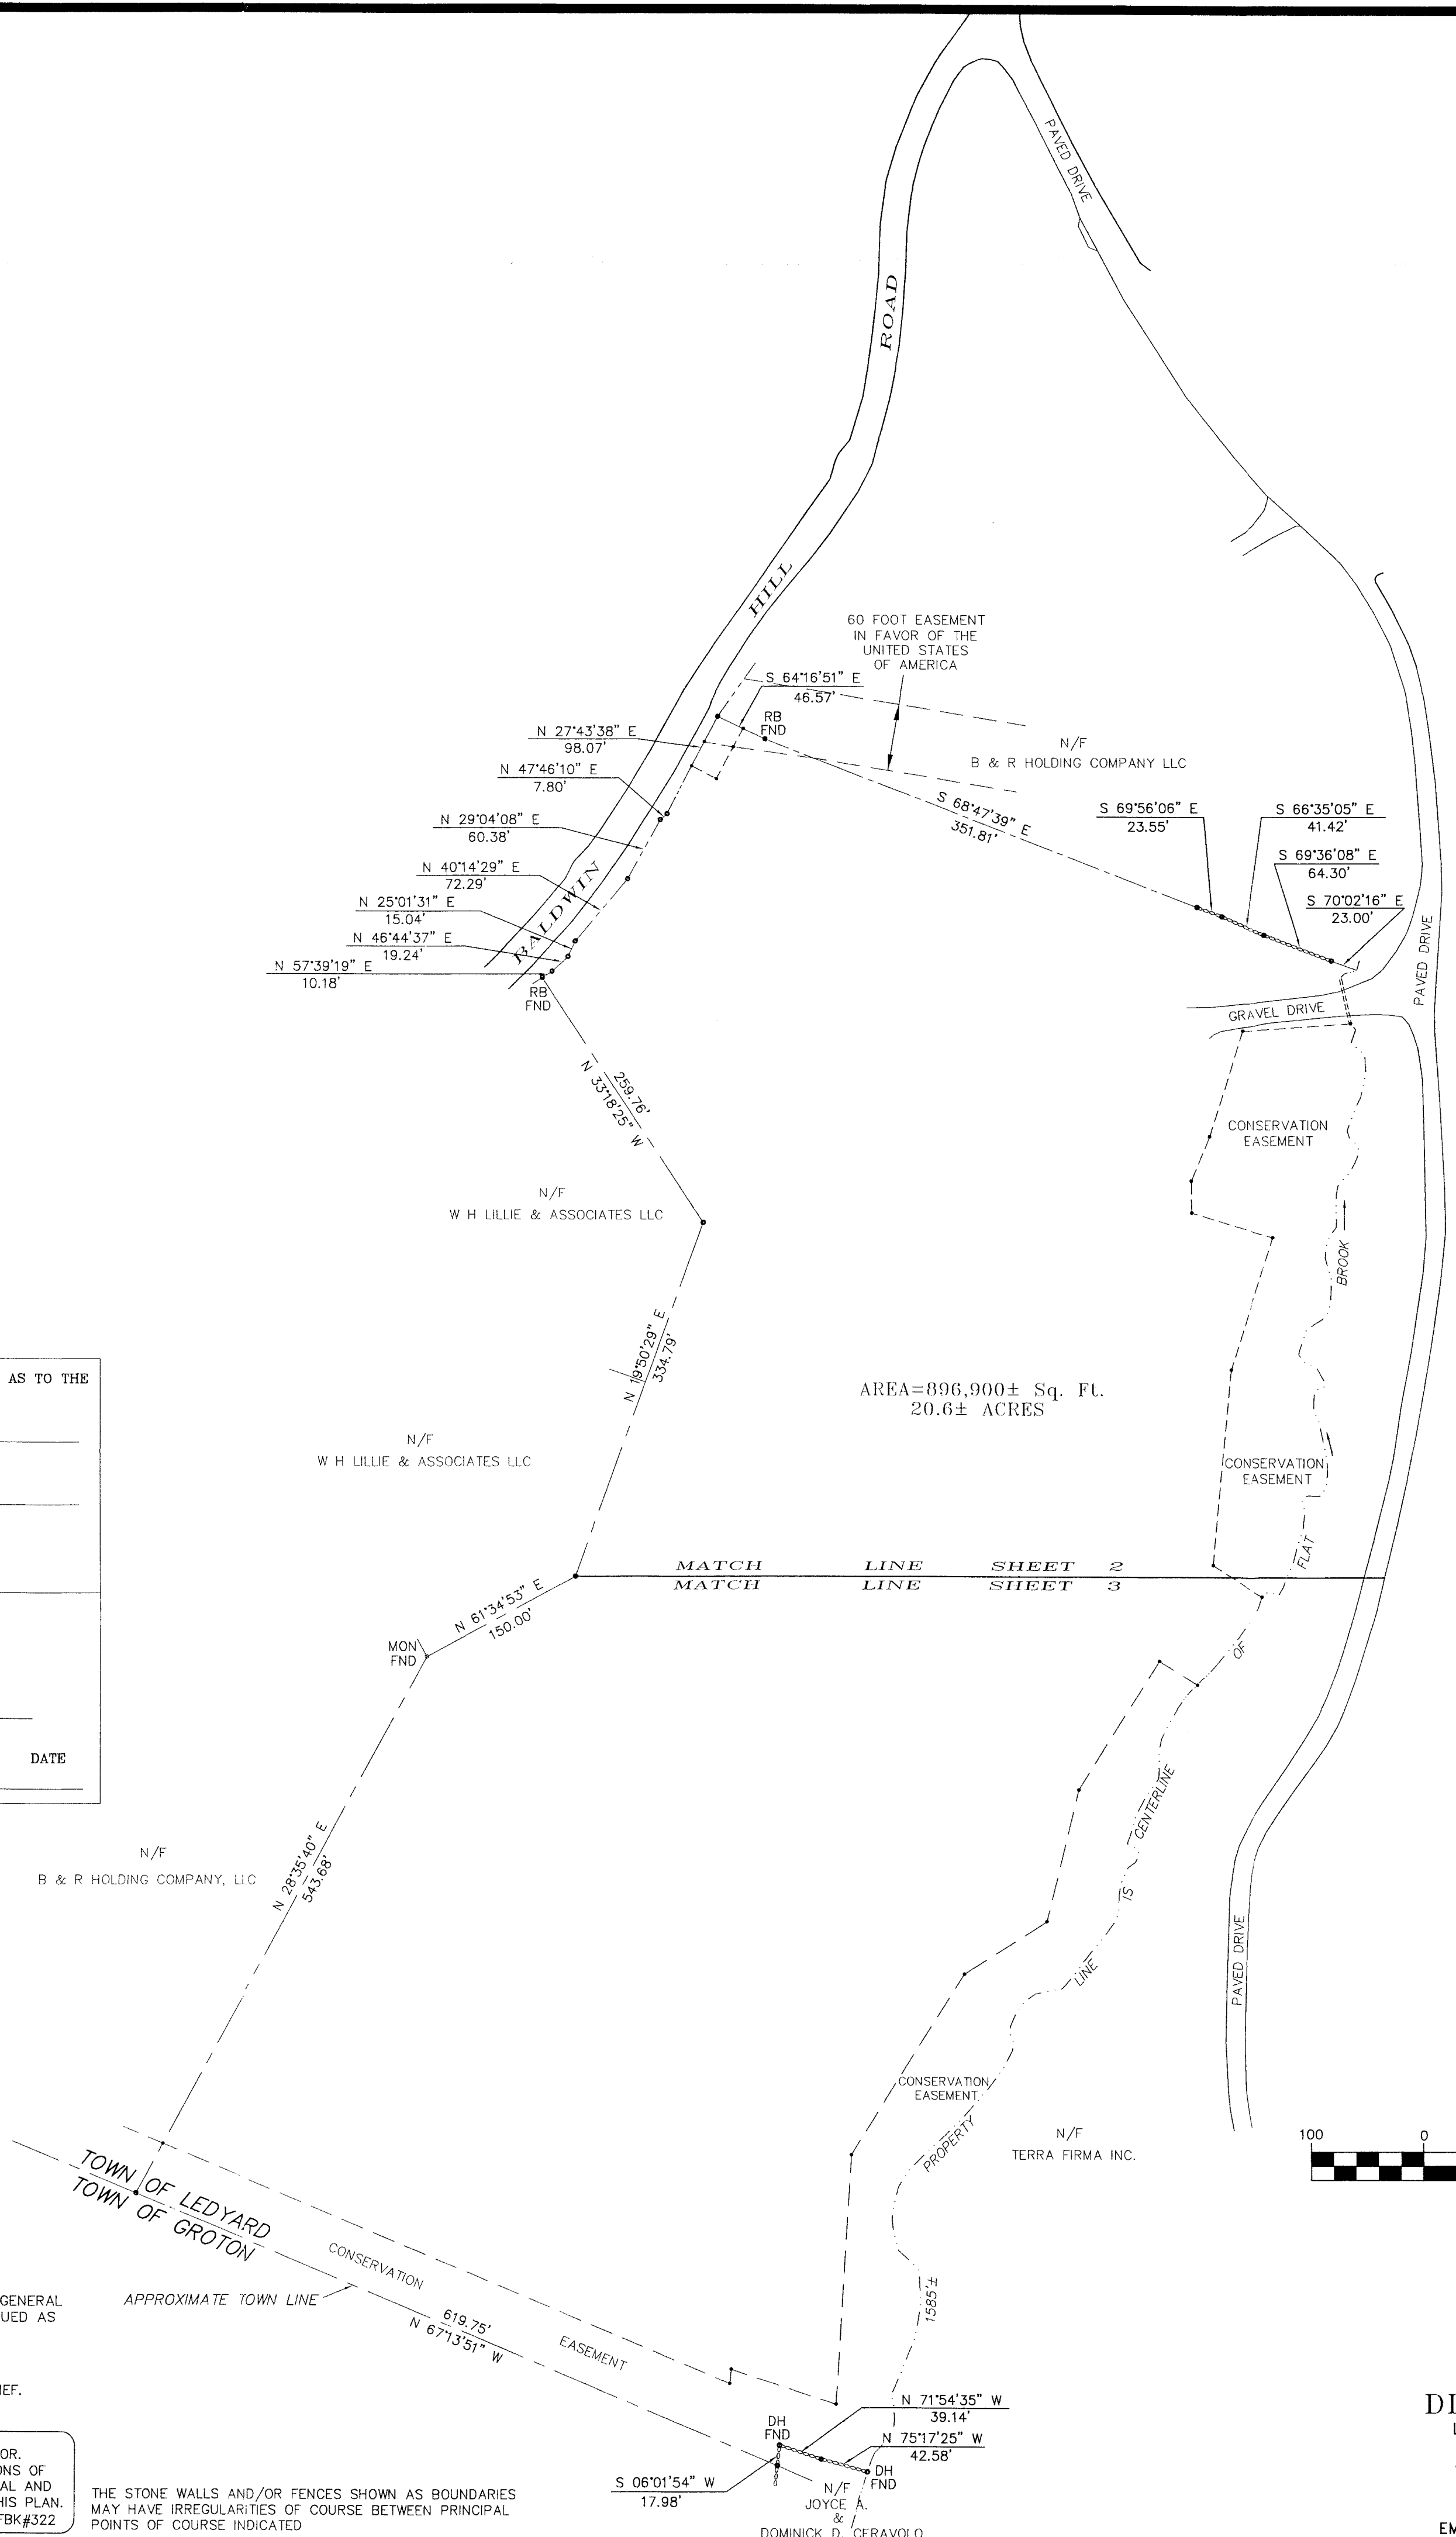 PAVED DRIVE
ROAD
HILL
BALDWIN
60 FOOT EASEMENT
IN FAVOR OF THE
UNITED STATES
OF AMERICA
S 64°16'51" E
46.57'
RB
FND
N 27°43'38" E
98.07'
N/F
B & R HOLDING COMPANY LLC
N 47°46'10" E
7.80'
S 68°47'39" E
351.81'
S 69°56'06" E
23.55'
S 66°35'05" E
41.42'
N 29°04'08" E
60.38'
S 69°36'08" E
64.30'
N 40°14'29" E
72.29'
S 70°02'16" E
23.00'
N 25°01'31" E
15.04'
N 46°44'37" E
19.24'
N 57°39'19" E
10.18'
RB
FND
PAVED DRIVE
GRAVEL DRIVE
259.76'
N 33°18'25" W
CONSERVATION
EASEMENT
N/F
W H LILLIE & ASSOCIATES LLC
BROOK
N 19°50'29" E
334.79'
AS TO THE
AREA=896,900± Sq. Ft.
20.6± ACRES
N/F
W H LILLIE & ASSOCIATES LLC
CONSERVATION
EASEMENT
FLAT
MATCH LINE SHEET 2
MATCH LINE SHEET 3
N 61°34'53" E
150.00'
MON
FND
OF
DATE
CENTERLINE
N/F
B & R HOLDING COMPANY, LLC
N 28°35'40" E
543.68'
IS
LINE
PAVED DRIVE
CONSERVATION
EASEMENT
PROPERTY
N/F
TERRA FIRMA INC.
100 0
TOWN OF LEDYARD
TOWN OF GROTON
CONSERVATION
EASEMENT
GENERAL
UED AS
APPROXIMATE TOWN LINE
619.75'
N 67°13'51" W
1585'±
IEF.
N 71°54'35" W
39.14'
DH
FND
N 75°17'25" W
42.58'
DH
FND
S 06°01'54" W
17.98'
DI
L
OR.
ONS OF
AL AND
HIS PLAN.
FBK#322
THE STONE WALLS AND/OR FENCES SHOWN AS BOUNDARIES
MAY HAVE IRREGULARITIES OF COURSE BETWEEN PRINCIPAL
POINTS OF COURSE INDICATED
N/F
JOYCE A.
&
DOMINICK D. CERAVOLO
EM